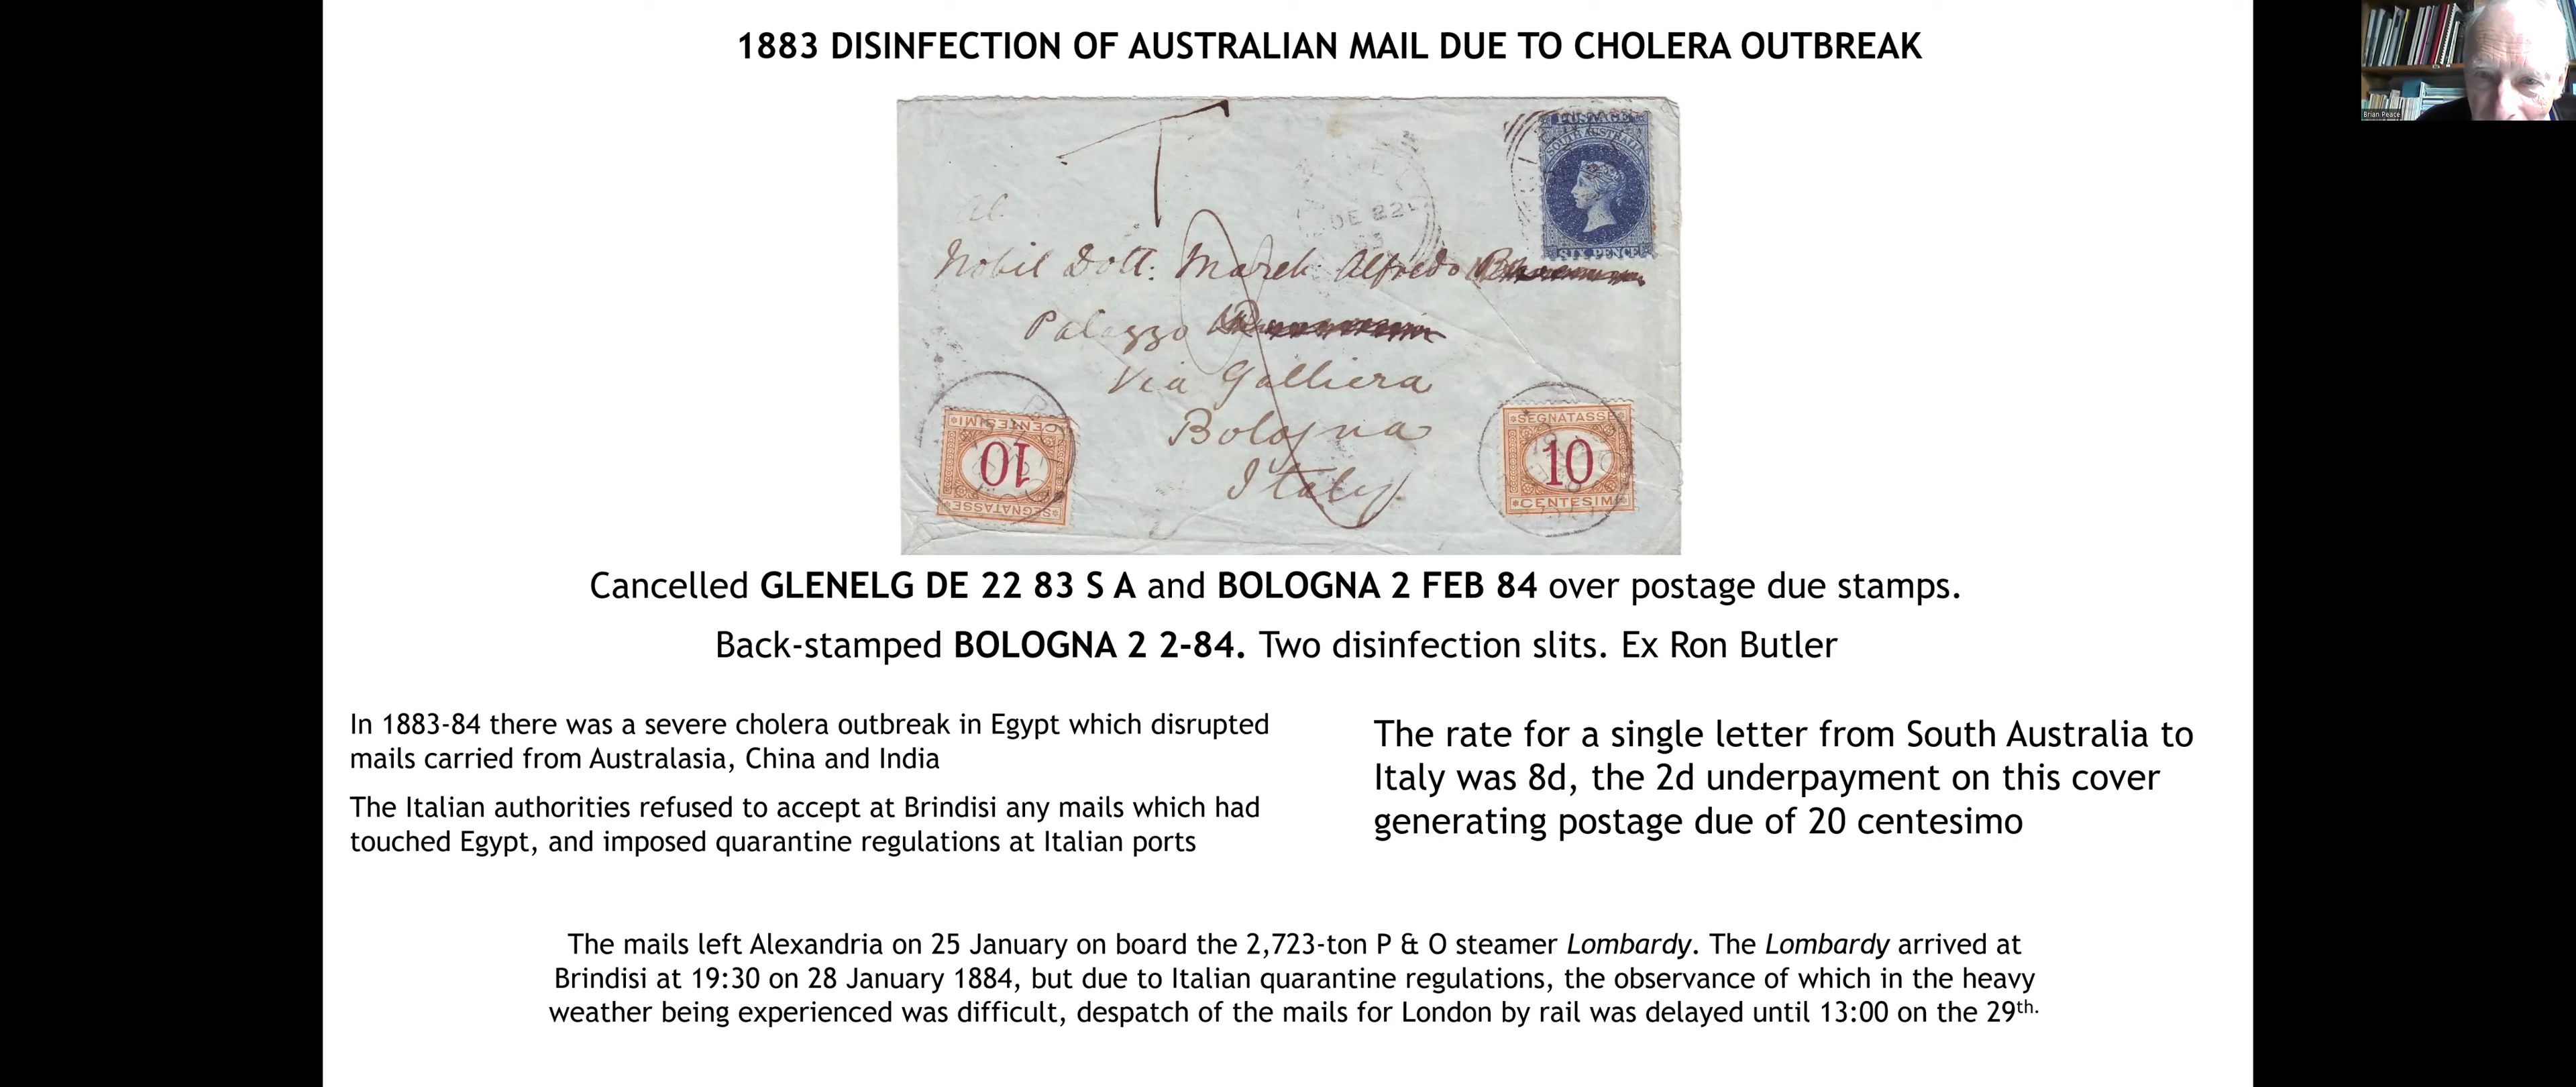 1883 DISINFECTION OF AUSTRALIAN MAIL DUE TO CHOLERA OUTBREAK
Brian Peace
POSTAGE
SOUTH AUSTRALIA
SIX PENCE
T
DE 22
Al
Nobil Dott: March Alfredo
Palazzo
Via Galliera
Bologna
Italy
CENTESIMI
10
SEGNATASSE
SEGNATASSE
10
CENTESIMI
Cancelled GLENELG DE 22 83 S A and BOLOGNA 2 FEB 84 over postage due stamps.
Back-stamped BOLOGNA 2 2-84. Two disinfection slits. Ex Ron Butler
In 1883-84 there was a severe cholera outbreak in Egypt which disrupted
mails carried from Australasia, China and India
The Italian authorities refused to accept at Brindisi any mails which had
touched Egypt, and imposed quarantine regulations at Italian ports
The rate for a single letter from South Australia to
Italy was 8d, the 2d underpayment on this cover
generating postage due of 20 centesimo
The mails left Alexandria on 25 January on board the 2,723-ton P & O steamer Lombardy. The Lombardy arrived at
Brindisi at 19:30 on 28 January 1884, but due to Italian quarantine regulations, the observance of which in the heavy
weather being experienced was difficult, despatch of the mails for London by rail was delayed until 13:00 on the 29th.